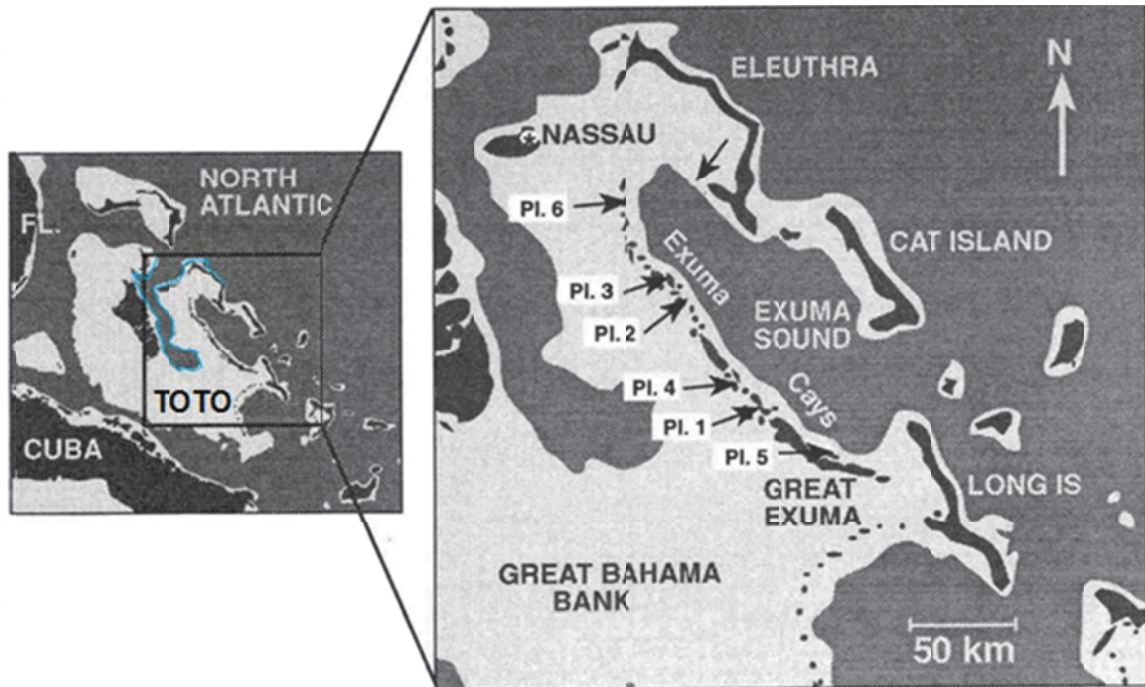 NORTH
ATLANTIC
FL.
TOTO
CUBA
ELEUTHRA
N
NASSAU
Pl. 6
CAT ISLAND
Exuma
Pl. 3
EXUMA
SOUND
Pl. 2
Cays
Pl. 4
Pl. 1
Pl. 5
LONG IS
GREAT
EXUMA
GREAT BAHAMA
BANK
50 km